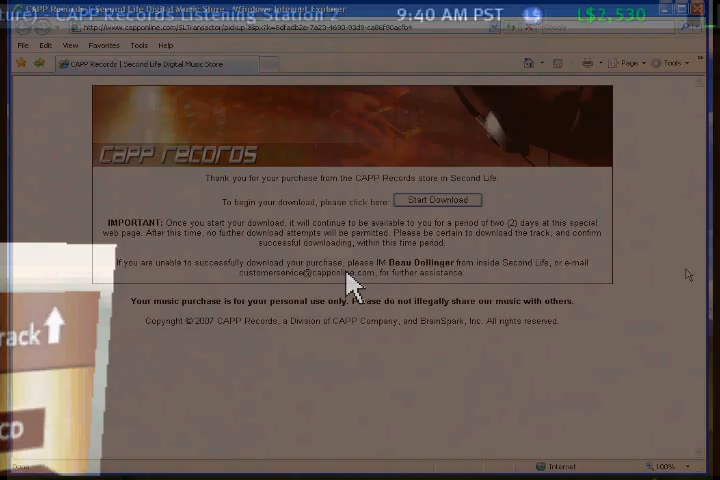 CAPP Records Listening Station 2
9:40 AM PST
L$
L$2,530
CAPP Records | Second Life Digital Music Store - Windows Internet Explorer
File Edit View Favorites Tools Help
CAPP Records | Second Life Digital Music Store
Page Tools
capp records
Thank you for your purchase from the CAPP Records store in Second Life.
To begin your download, please click here: Start Download
IMPORTANT: Once you start your download, it will continue to be available to you for a period of two (2) days at this special
web page. After this time, no further download attempts will be permitted. Please be certain to download the track, and confirm
successful downloading, within this time period.
If you are unable to successfully download your purchase, please IM Beau Dollinger from inside Second Life, or e-mail
customerservice@capponline.com, for further assistance.
Your music purchase is for your personal use only. Please do not illegally share our music with others.
Copyright © 2007 CAPP Records, a Division of CAPP Company, and BrainSpark, Inc. All rights reserved.
rack
CD
Done
Internet
100%